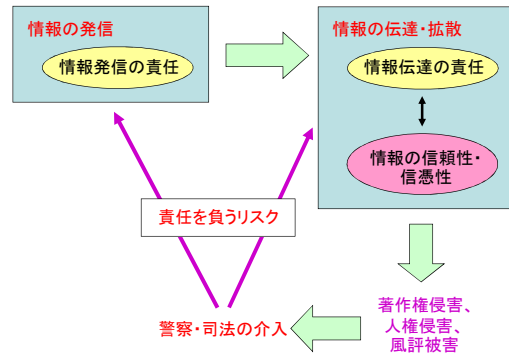 情報の発信
情報発信の責任
情報の伝達・拡散
情報伝達の責任
情報の信頼性・
信憑性
責任を負うリスク
著作権侵害、
人権侵害、
風評被害
警察・司法の介入